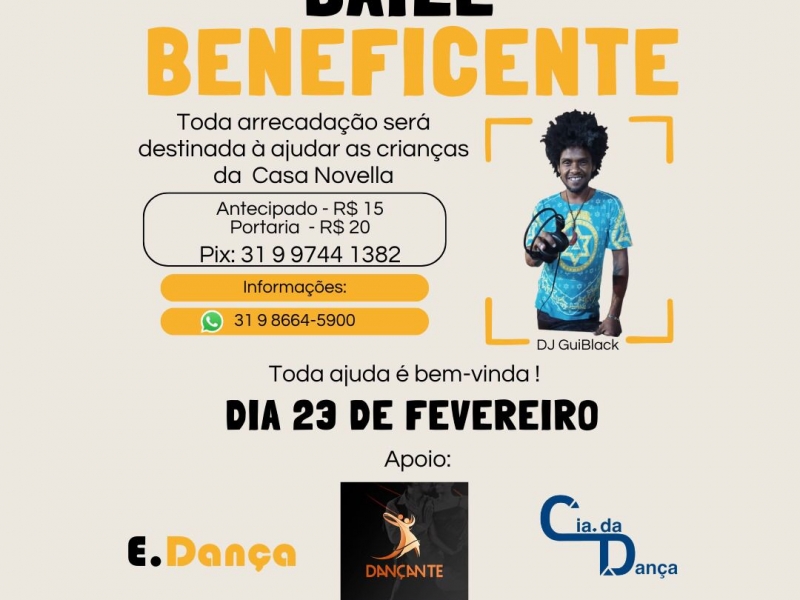 BAILE
BENEFICENTE
Toda arrecadação será
destinada à ajudar as crianças
da Casa Novella
Antecipado - R$ 15
Portaria - R$ 20
Pix: 31 9 9744 1382
Informações:
31 9 8664-5900
DJ GuiBlack
Toda ajuda é bem-vinda !
DIA 23 DE FEVEREIRO
Apoio:
E.Dança
DANÇANTE
Cia. da
Dança